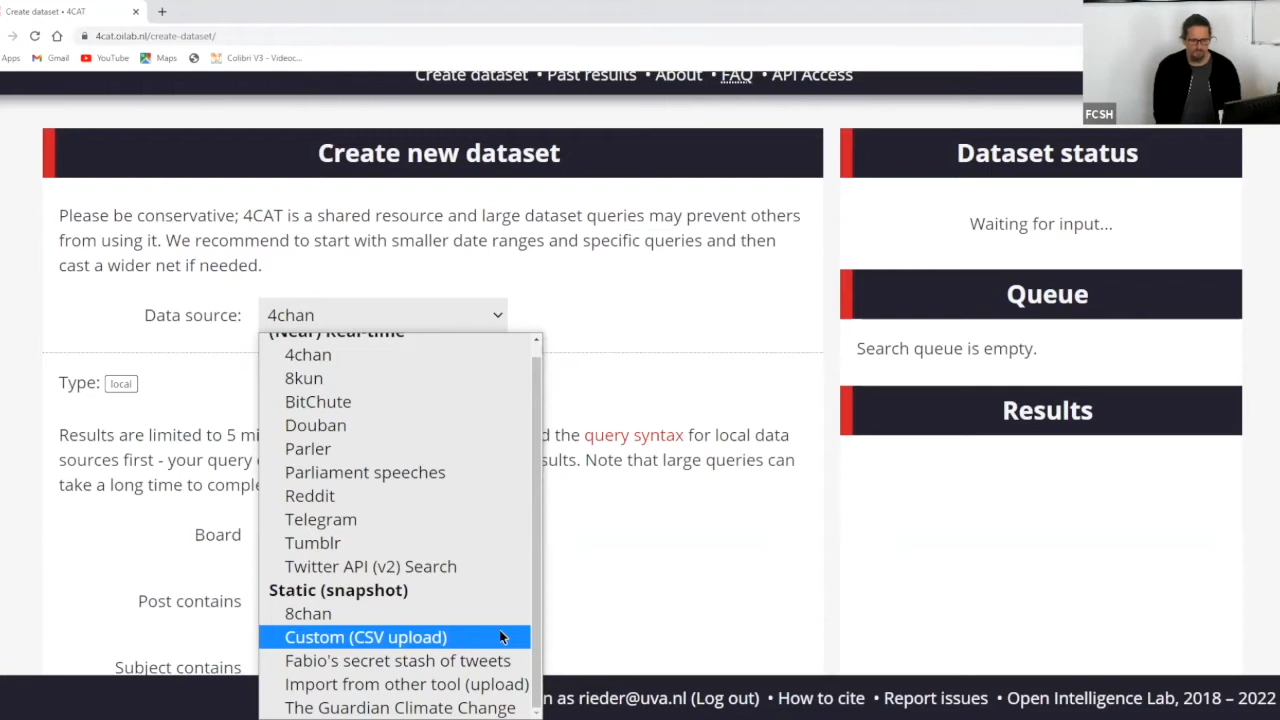 Create dataset • 4CAT
4cat.oilab.nl/create-dataset/
Apps Gmail YouTube Maps Colibri V3 - Videoc...
Create dataset • Past results • About • FAQ • API Access
FCSH
Create new dataset
Please be conservative; 4CAT is a shared resource and large dataset queries may prevent others
from using it. We recommend to start with smaller date ranges and specific queries and then
cast a wider net if needed.
Data source: 4chan
(Near) Real-time
4chan
8kun
BitChute
Douban
Parler
Parliament speeches
Reddit
Telegram
Tumblr
Twitter API (v2) Search
Static (snapshot)
8chan
Custom (CSV upload)
Fabio's secret stash of tweets
Import from other tool (upload)
The Guardian Climate Change
Type: local
Results are limited to 5 mi d the query syntax for local data
sources first - your query sults. Note that large queries can
take a long time to comple
Board
Post contains
Subject contains
Dataset status
Waiting for input...
Queue
Search queue is empty.
Results
n as rieder@uva.nl (Log out) • How to cite • Report issues • Open Intelligence Lab, 2018 – 2022